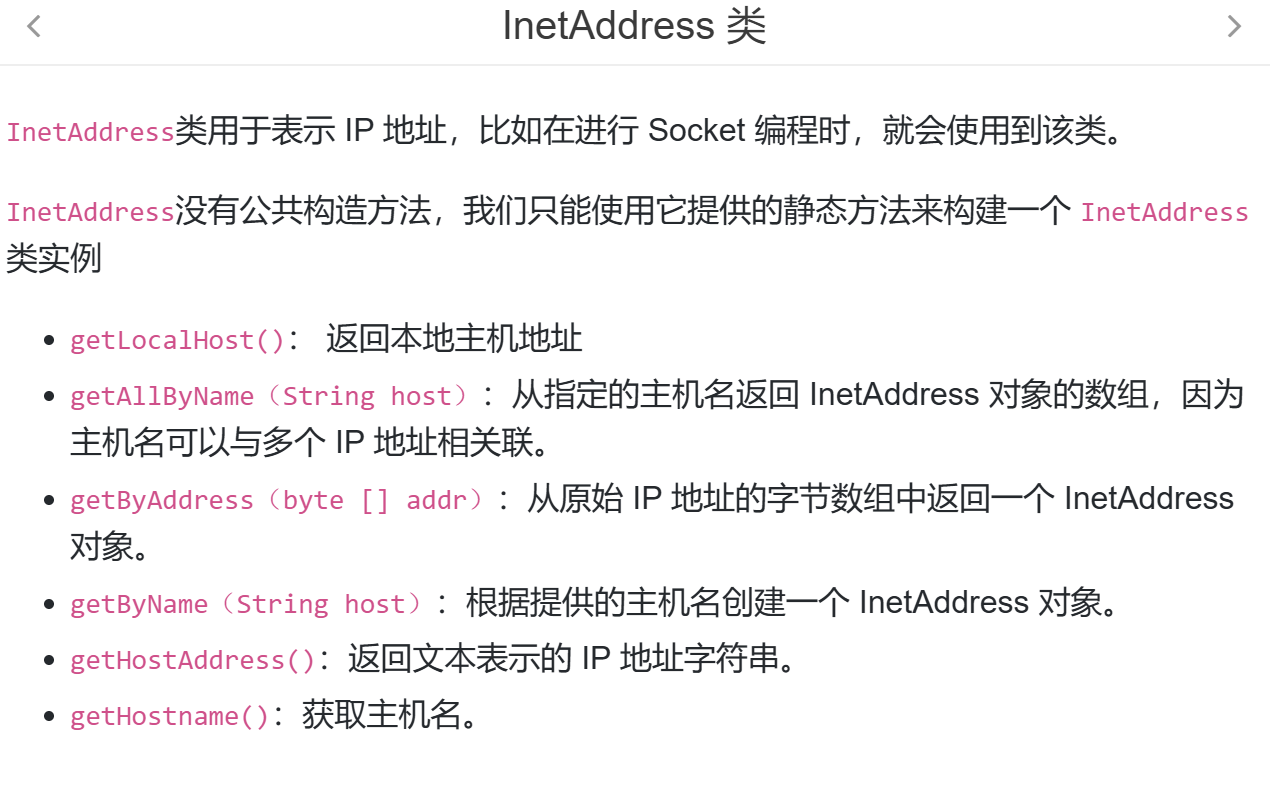 InetAddress 类
InetAddress类用于表示 IP 地址，比如在进行 Socket 编程时，就会使用到该类。
InetAddress没有公共构造方法，我们只能使用它提供的静态方法来构建一个 InetAddress
类实例
• getLocalHost()： 返回本地主机地址
• getAllByName（String host）：从指定的主机名返回 InetAddress 对象的数组，因为
主机名可以与多个 IP 地址相关联。
• getByAddress（byte [] addr）：从原始 IP 地址的字节数组中返回一个 InetAddress
对象。
• getByName（String host）：根据提供的主机名创建一个 InetAddress 对象。
• getHostAddress()：返回文本表示的 IP 地址字符串。
• getHostname()：获取主机名。